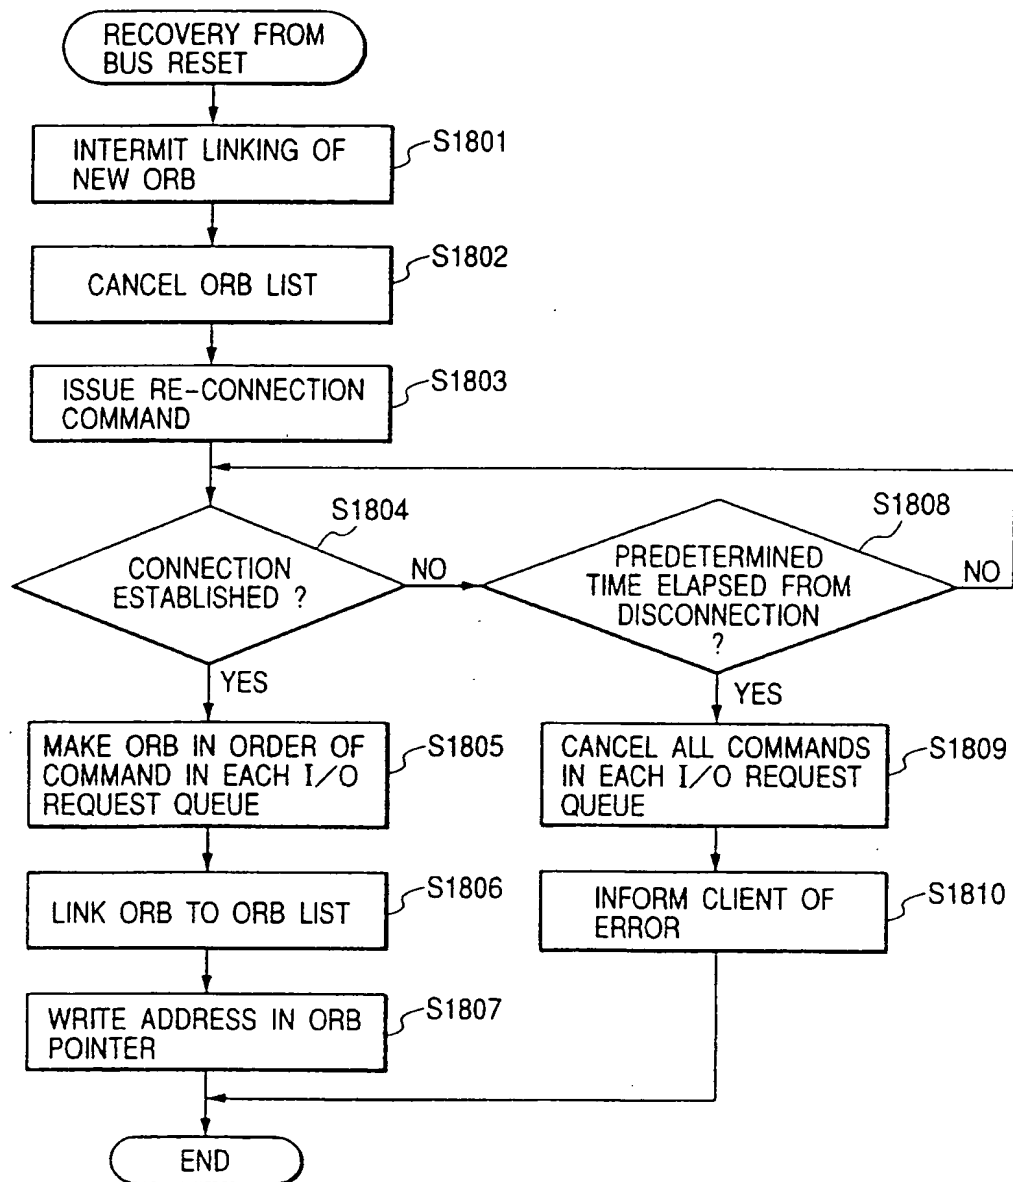 RECOVERY FROM
BUS RESET
INTERMIT LINKING OF
NEW ORB
S1801
CANCEL ORB LIST
S1802
ISSUE RE-CONNECTION
COMMAND
S1803
CONNECTION
ESTABLISHED ?
S1804
NO
YES
PREDETERMINED
TIME ELAPSED FROM
DISCONNECTION
?
S1808
NO
YES
MAKE ORB IN ORDER OF
COMMAND IN EACH I/O
REQUEST QUEUE
S1805
CANCEL ALL COMMANDS
IN EACH I/O REQUEST
QUEUE
S1809
LINK ORB TO ORB LIST
S1806
INFORM CLIENT OF
ERROR
S1810
WRITE ADDRESS IN ORB
POINTER
S1807
END